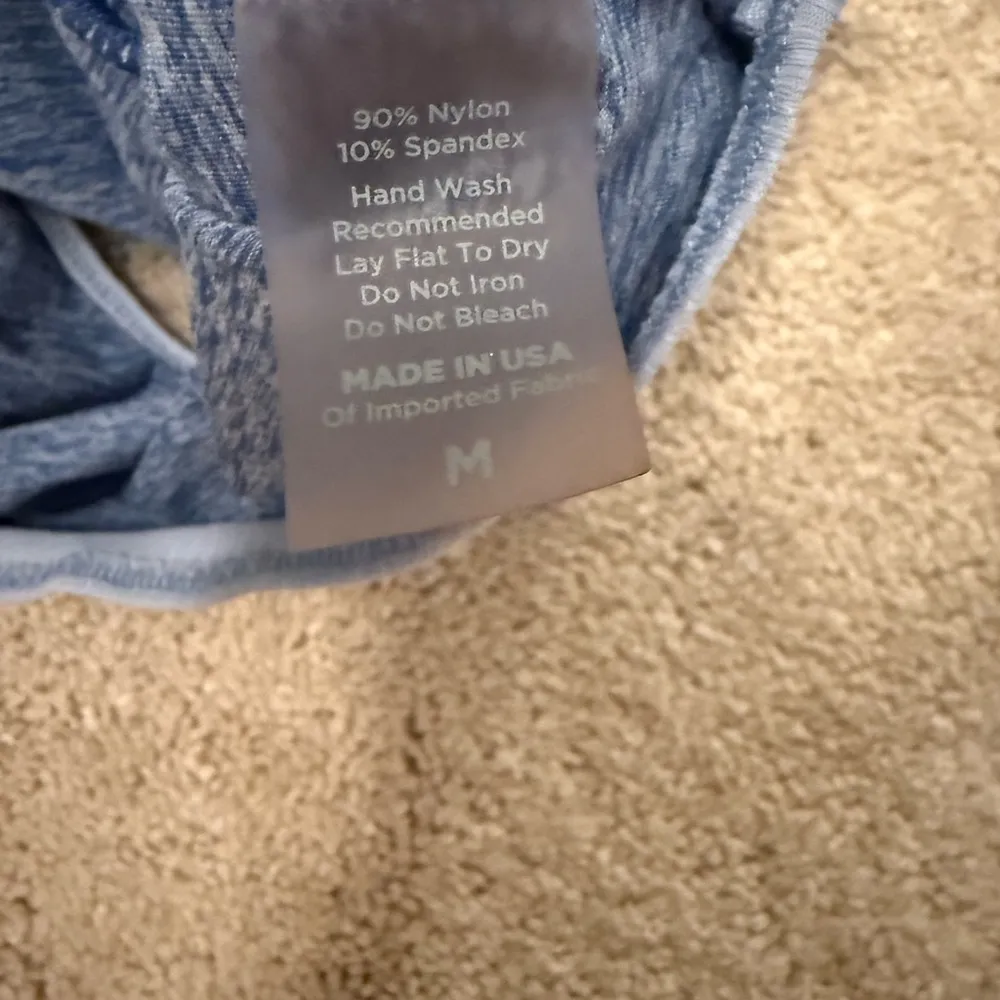 90% Nylon
10% Spandex
Hand Wash
Recommended
Lay Flat To Dry
Do Not Iron
Do Not Bleach
MADE IN USA
Of Imported Fabric
M